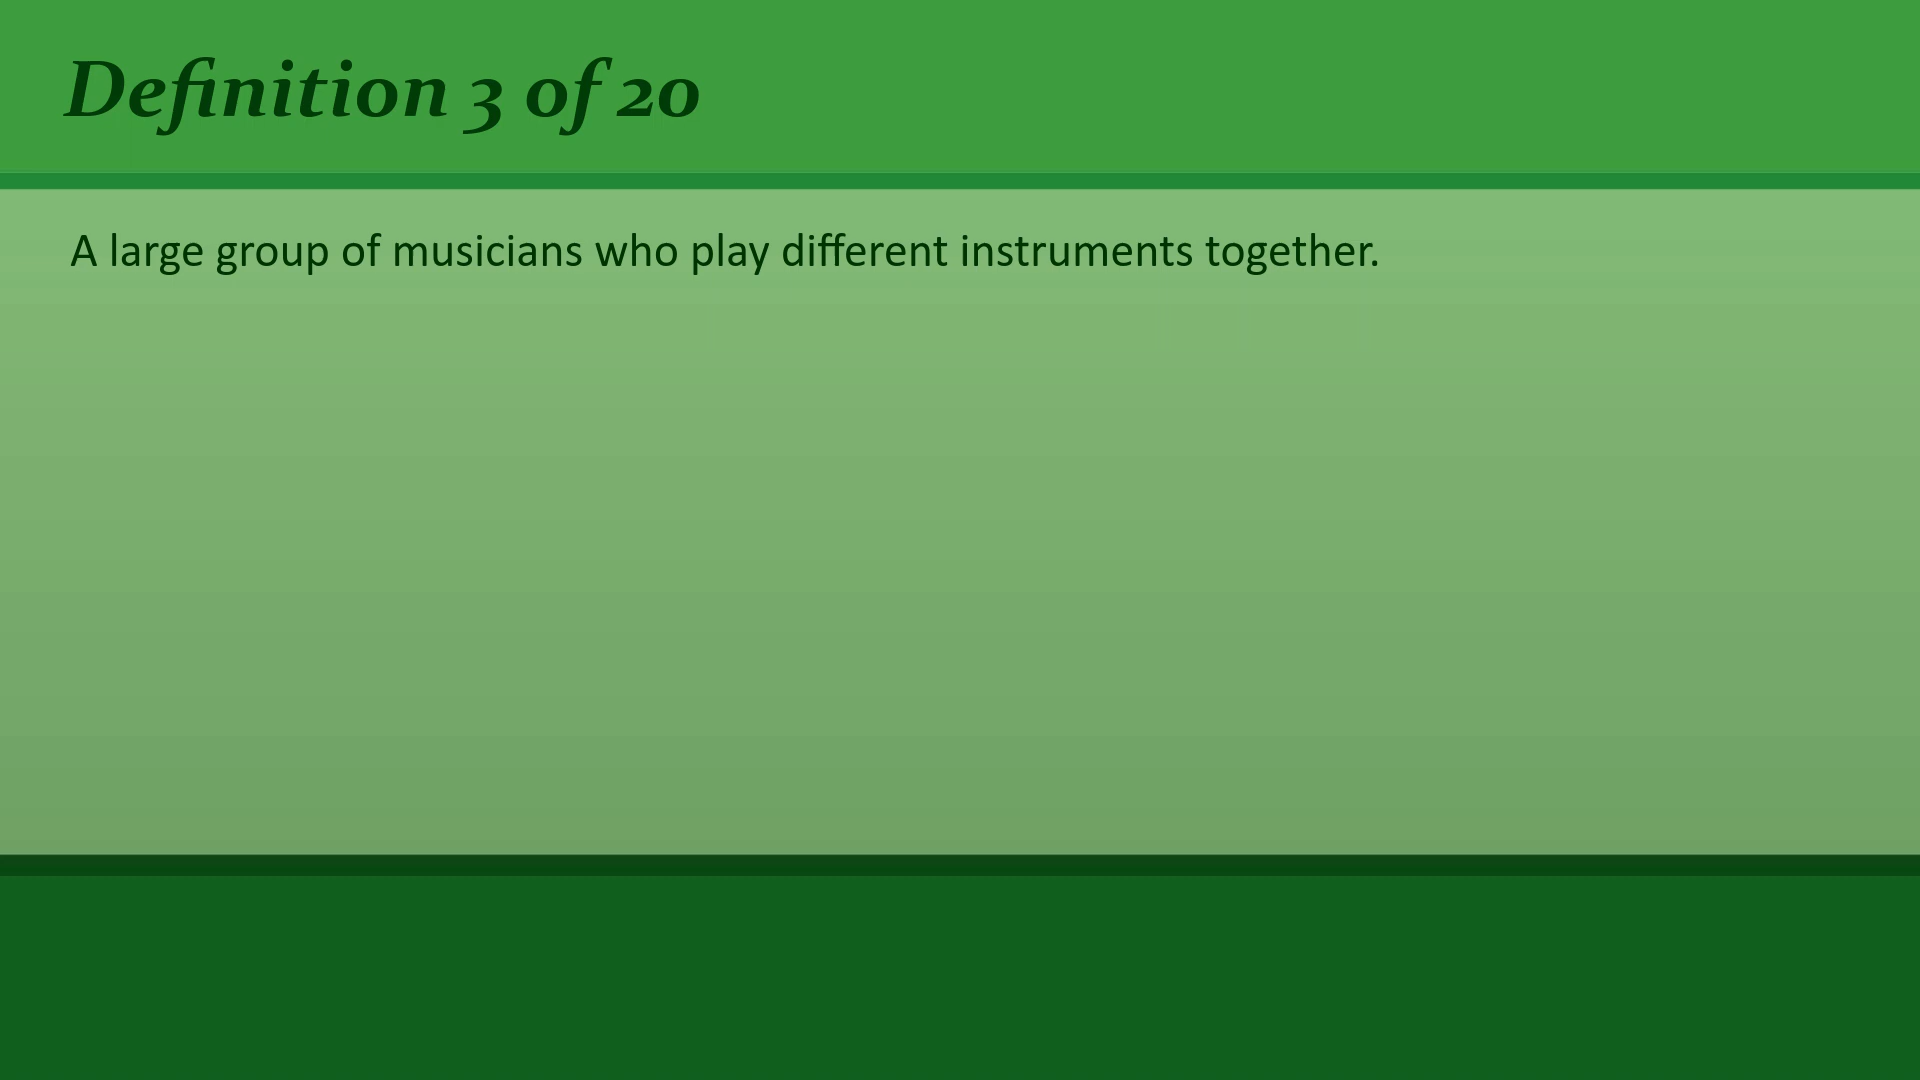 Definition 3 of 20
A large group of musicians who play different instruments together.